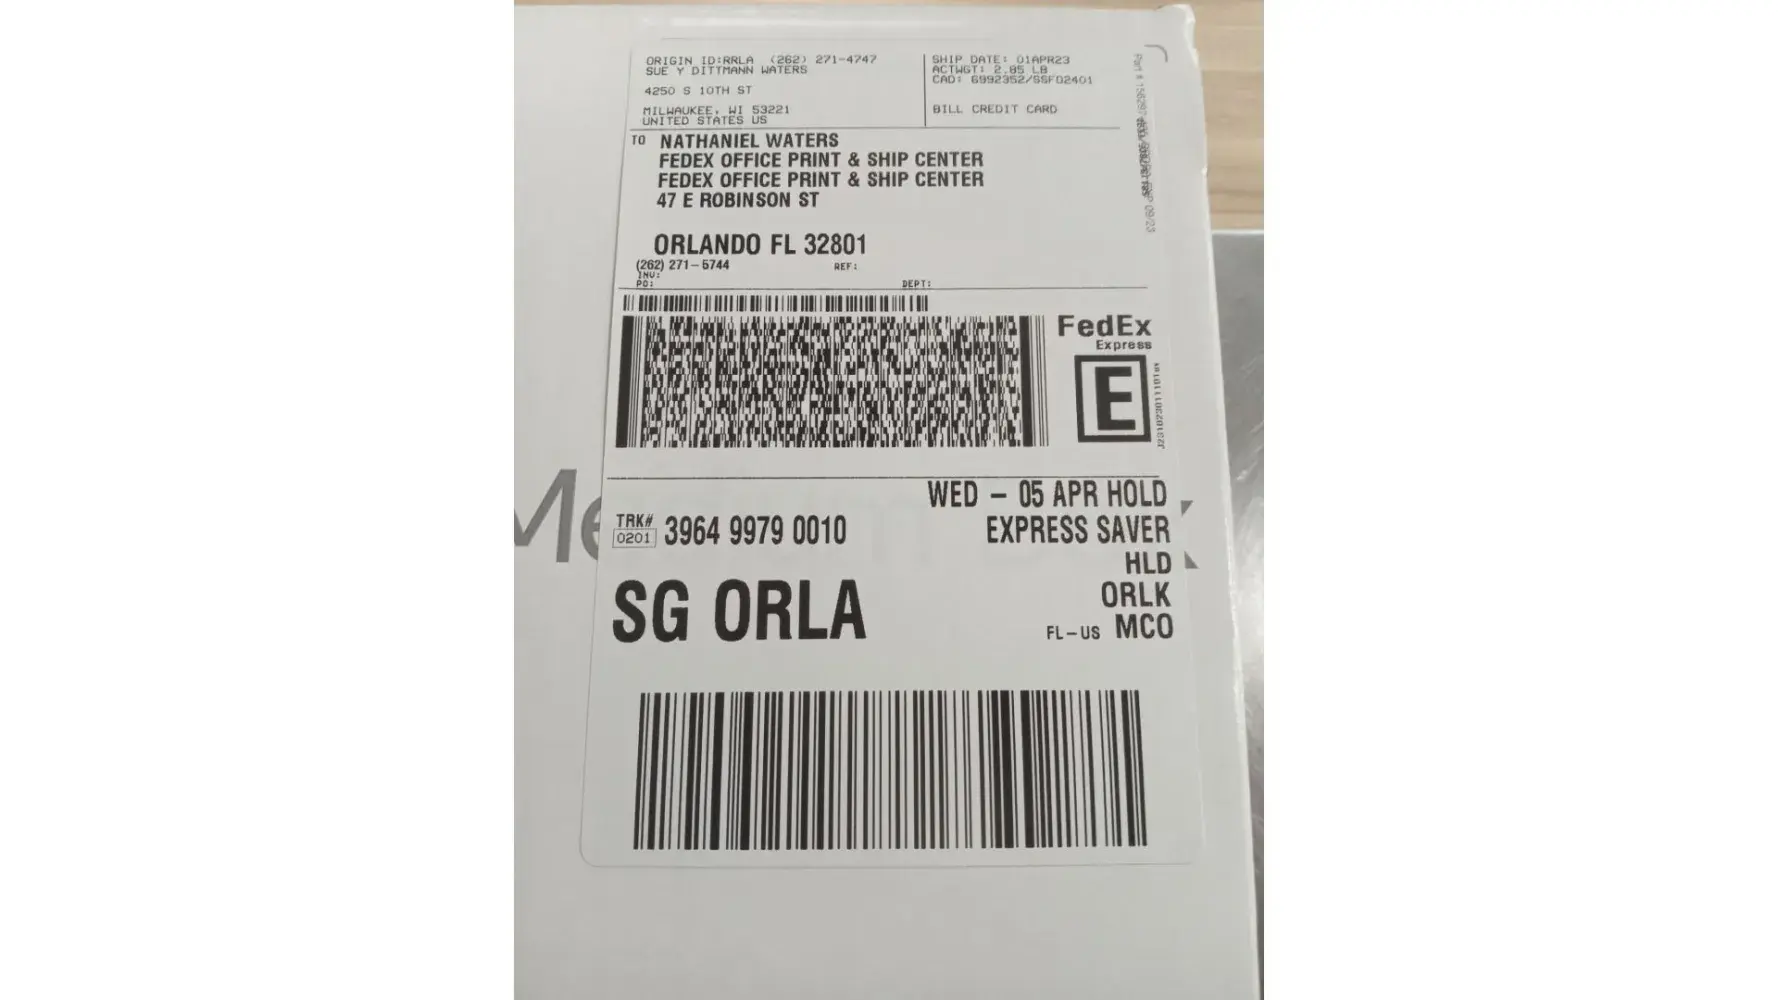 ORIGIN ID:RRLA (262) 271-4747
SUE Y DITTMANN WATERS
4250 S 10TH ST
MILWAUKEE, WI 53221
UNITED STATES US
SHIP DATE: 01APR23
ACTWGT: 2.85 LB
CAD: 6992352/SSFO2401
BILL CREDIT CARD
TO NATHANIEL WATERS
FEDEX OFFICE PRINT & SHIP CENTER
FEDEX OFFICE PRINT & SHIP CENTER
47 E ROBINSON ST
ORLANDO FL 32801
(262) 271-5744
REF:
INV:
PO:
DEPT:
FedEx
Express
E
WED - 05 APR HOLD
TRK# 3964 9979 0010
0201
EXPRESS SAVER
HLD
ORLK
SG ORLA
FL-US MCO